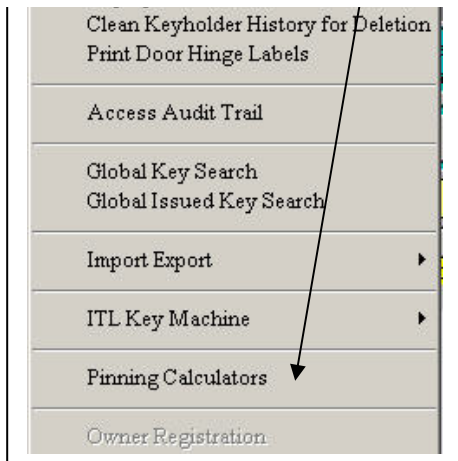 Clean Keyholder History for Deletion
Print Door Hinge Labels
Access Audit Trail
Global Key Search
Global Issued Key Search
Import Export
ITL Key Machine
Pinning Calculators
Owner Registration